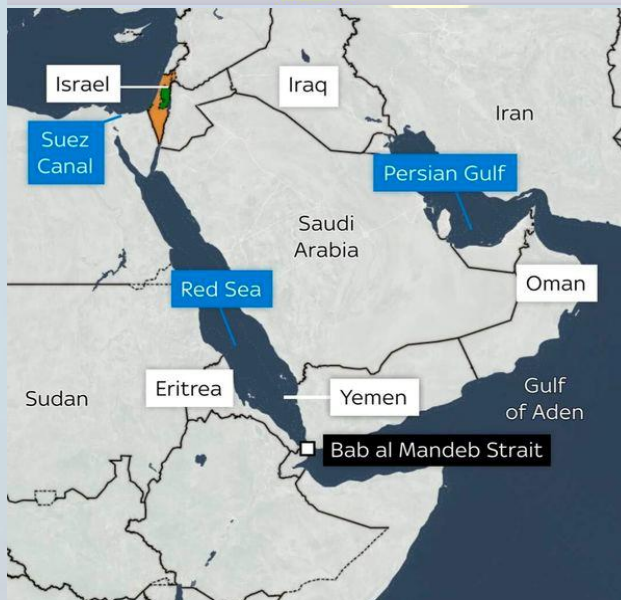 Israel
Iraq
Iran
Suez
Canal
Persian Gulf
Saudi
Arabia
Red Sea
Oman
Eritrea
Yemen
Sudan
Gulf
of Aden
Bab al Mandeb Strait